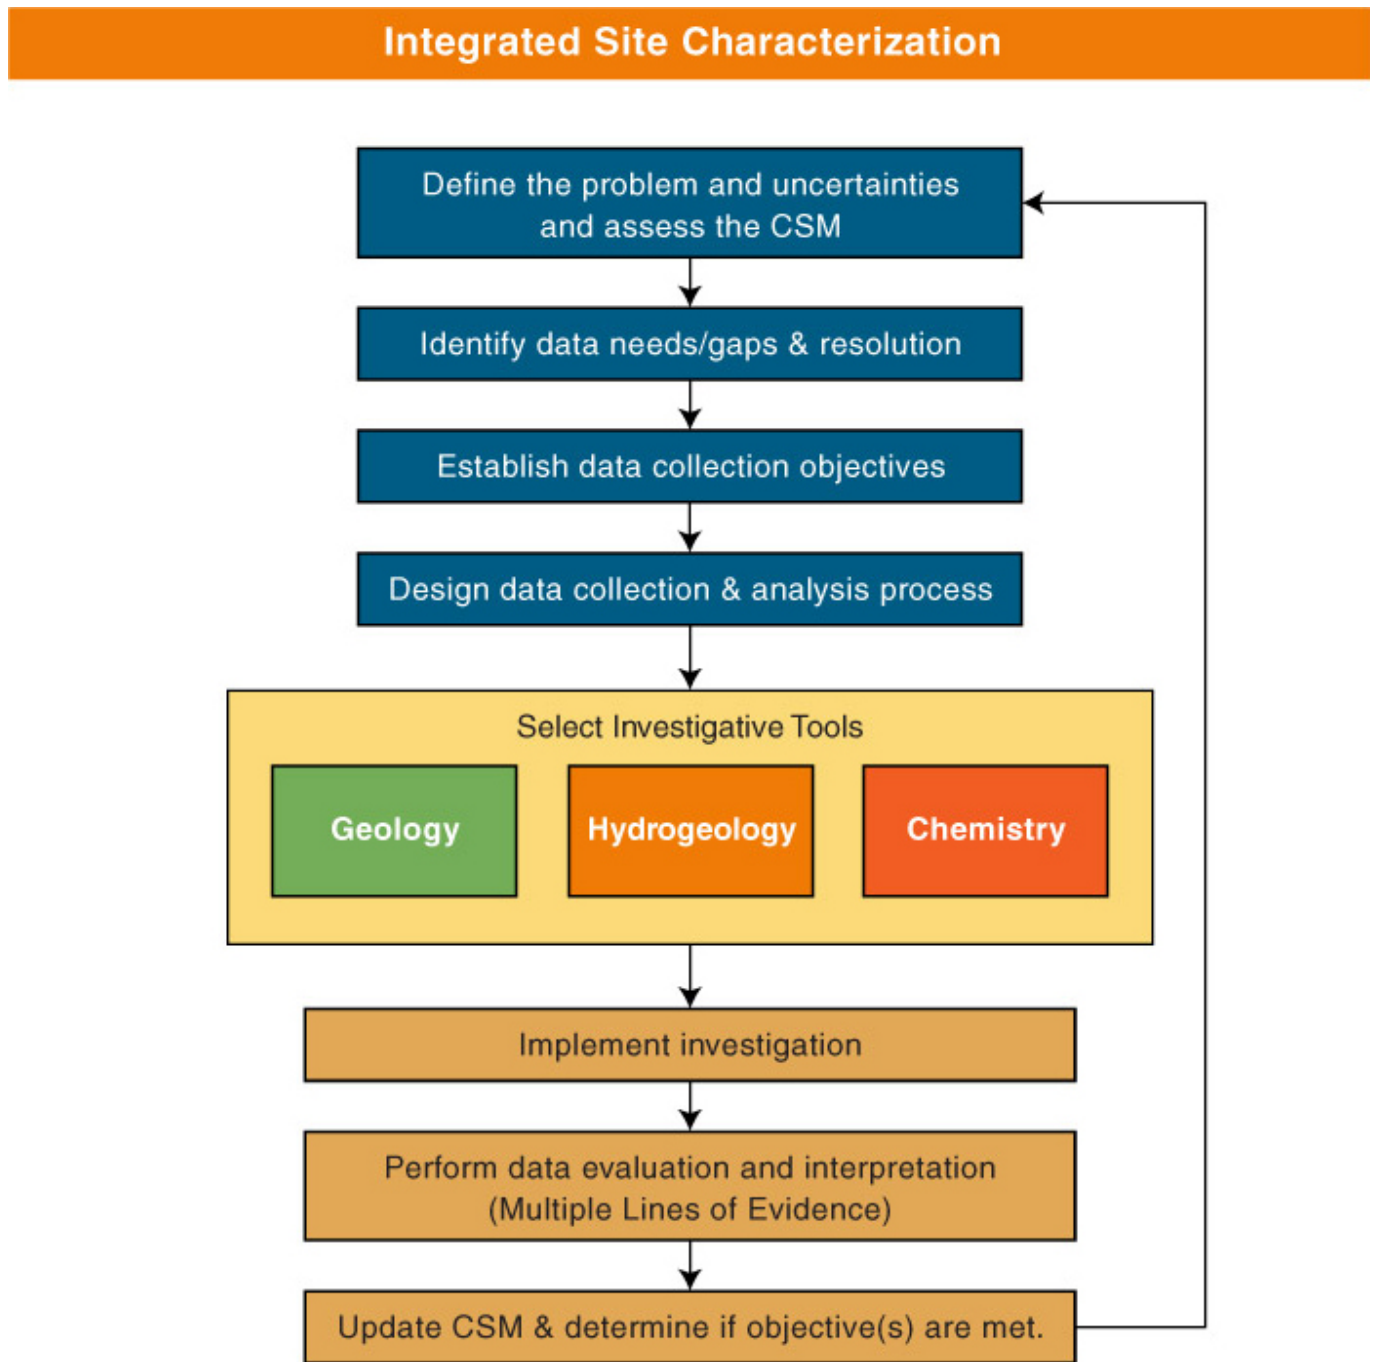 Integrated Site Characterization
Define the problem and uncertainties
and assess the CSM
Identify data needs/gaps & resolution
Establish data collection objectives
Design data collection & analysis process
Select Investigative Tools
Geology
Hydrogeology
Chemistry
Implement investigation
Perform data evaluation and interpretation
(Multiple Lines of Evidence)
Update CSM & determine if objective(s) are met.